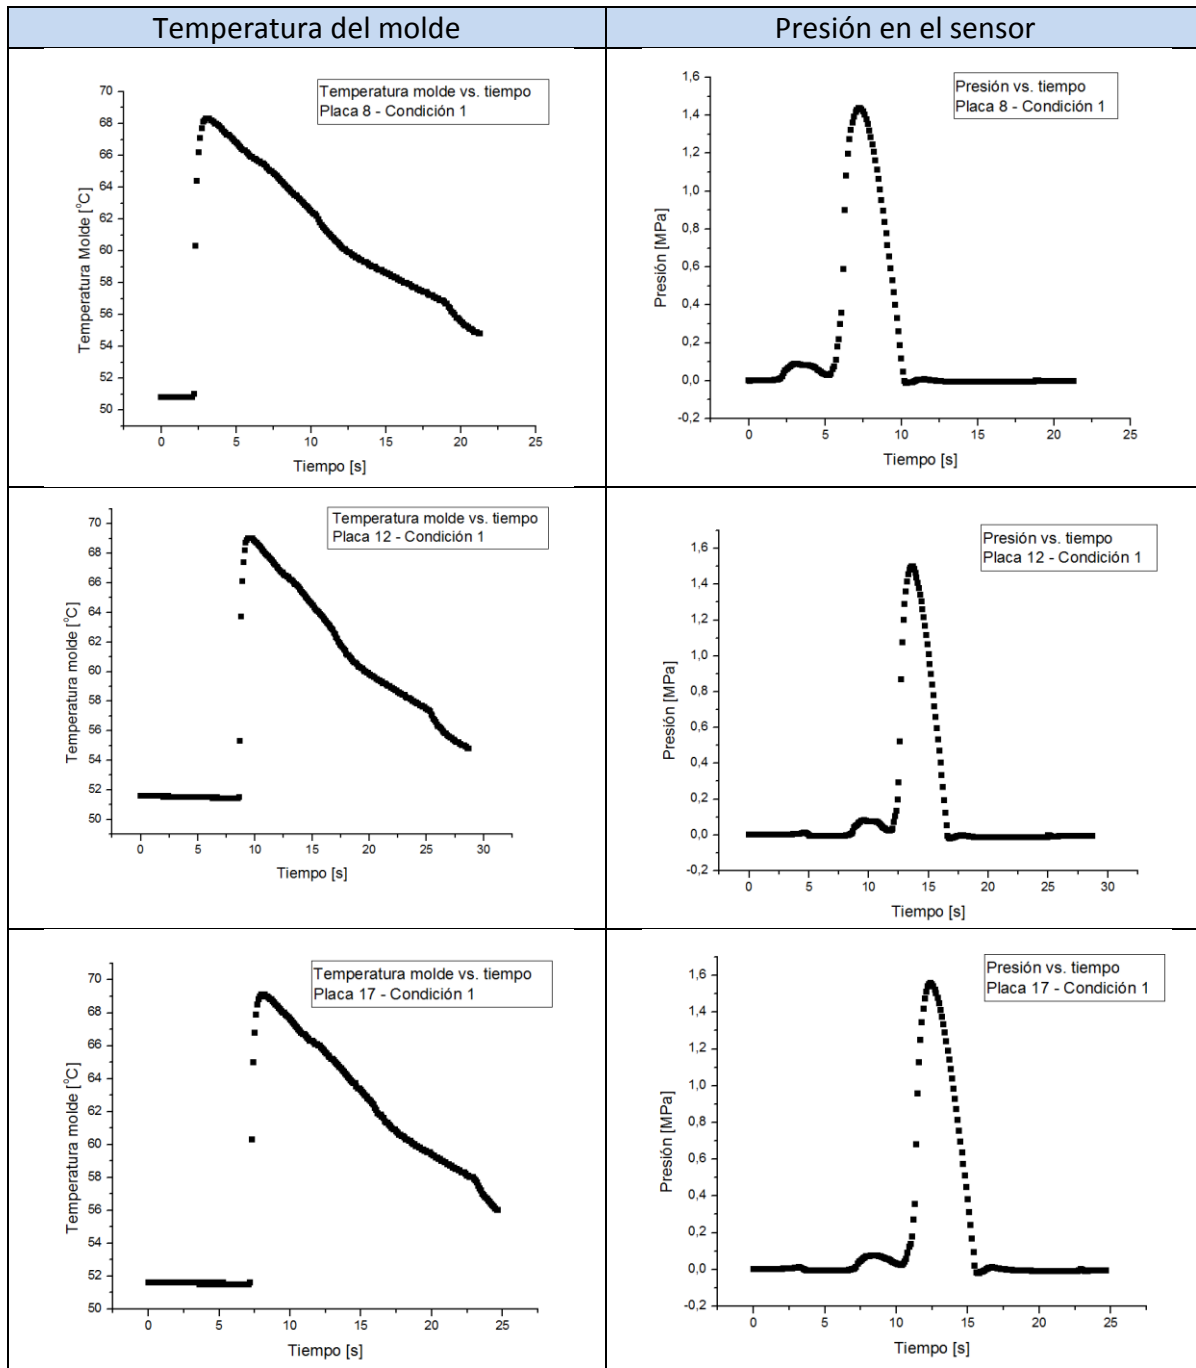 Temperatura del molde
Presión en el sensor
Temperatura molde vs. tiempo
Placa 8 - Condición 1
70
68
66
64
62
60
58
56
54
52
50
Temperatura Molde [°C]
0 5 10 15 20 25
Tiempo [s]
Presión vs. tiempo
Placa 8 - Condición 1
1,6
1,4
1,2
1,0
0,8
0,6
0,4
0,2
0,0
-0,2
Presión [MPa]
0 5 10 15 20 25
Tiempo [s]
Temperatura molde vs. tiempo
Placa 12 - Condición 1
70
68
66
64
62
60
58
56
54
52
50
Temperatura molde [°C]
0 5 10 15 20 25 30
Tiempo [s]
Presión vs. tiempo
Placa 12 - Condición 1
1,6
1,4
1,2
1,0
0,8
0,6
0,4
0,2
0,0
-0,2
Presión [MPa]
0 5 10 15 20 25 30
Tiempo [s]
Temperatura molde vs. tiempo
Placa 17 - Condición 1
70
68
66
64
62
60
58
56
54
52
50
Temperatura molde [°C]
0 5 10 15 20 25
Tiempo [s]
Presión vs. tiempo
Placa 17 - Condición 1
1,6
1,4
1,2
1,0
0,8
0,6
0,4
0,2
0,0
-0,2
Presión [MPa]
0 5 10 15 20 25
Tiempo [s]